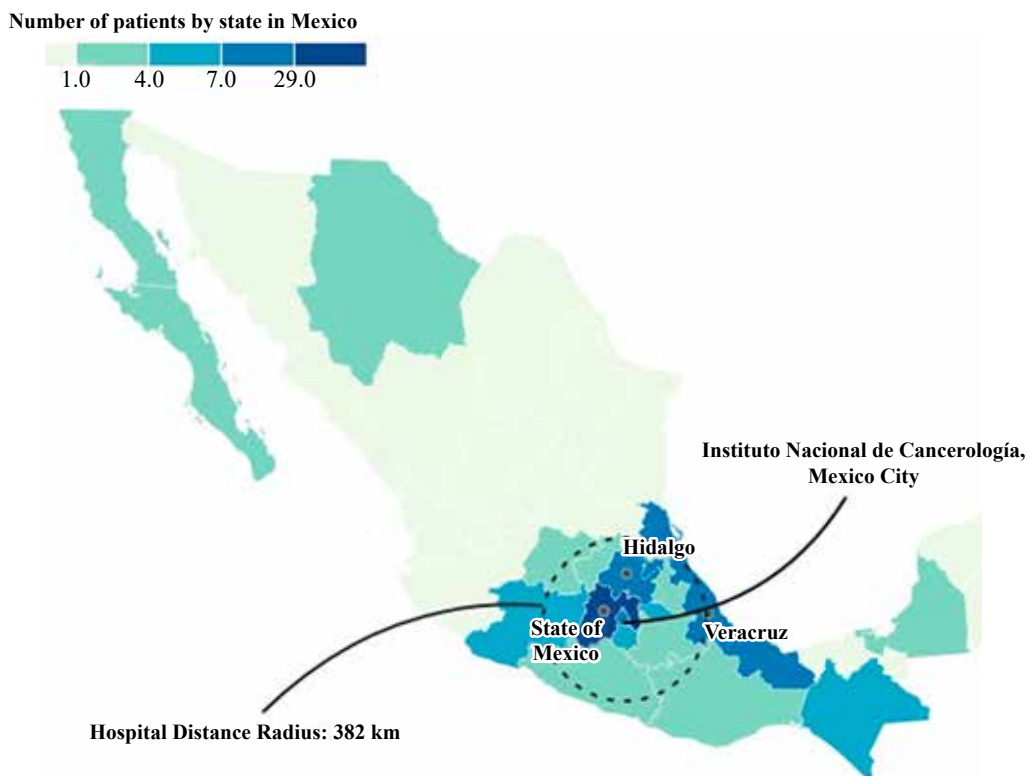 Number of patients by state in Mexico
1.0 4.0 7.0 29.0
Instituto Nacional de Cancerología,
Mexico City
Hidalgo
State of
Mexico
Veracruz
Hospital Distance Radius: 382 km